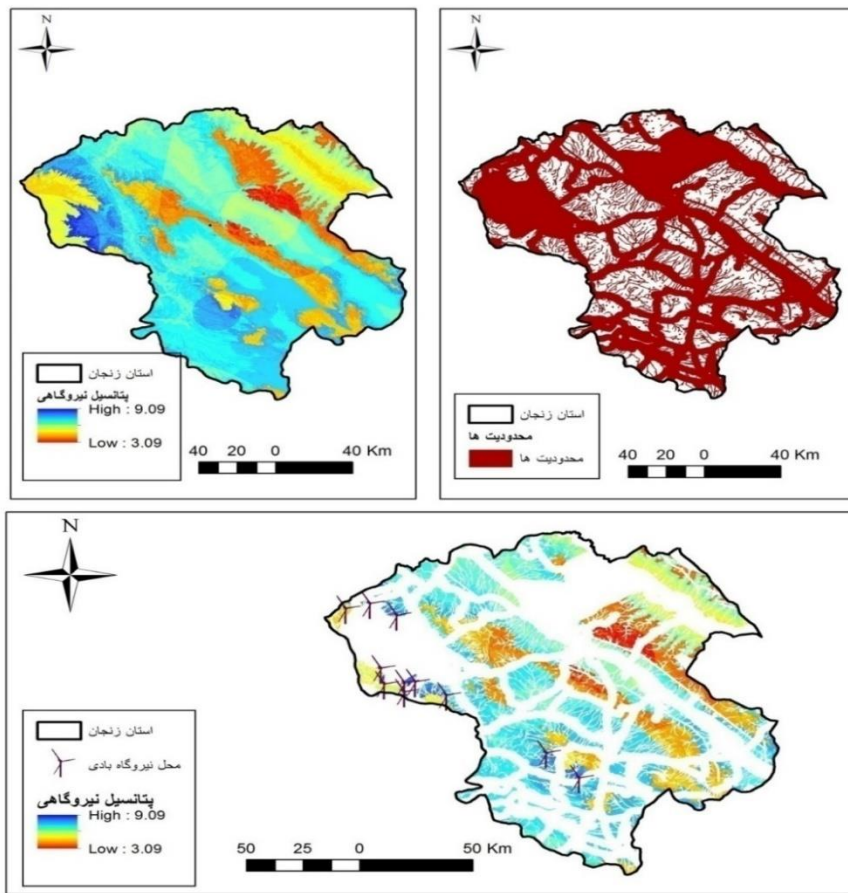 N
استان زنجان
پتانسیل نیروگاهی
High : 9.09
Low : 3.09
40 20 0 40 Km
N
استان زنجان
محدودیت ها
محدودیت ها
40 20 0 40 Km
N
استان زنجان
محل نیروگاه بادی
پتانسیل نیروگاهی
High : 9.09
Low : 3.09
50 25 0 50 Km